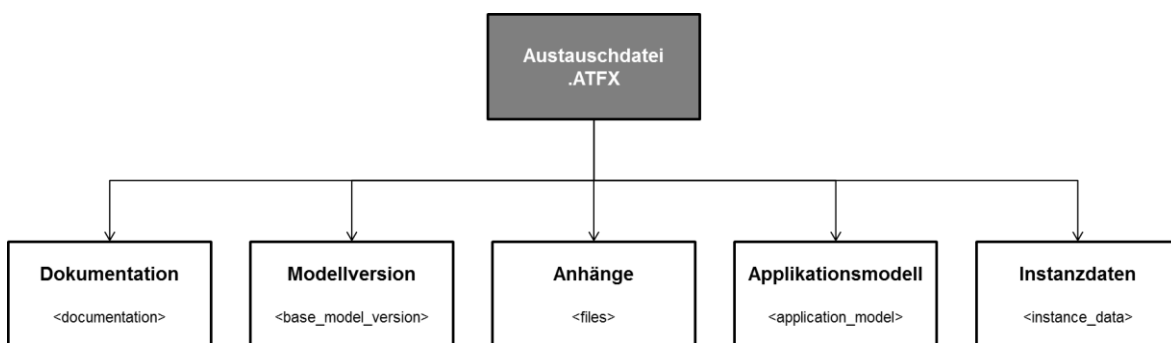 Austauschdatei
.ATFX
Dokumentation
<documentation>
Modellversion
<base_model_version>
Anhänge
<files>
Applikationsmodell
<application_model>
Instanzdaten
<instance_data>